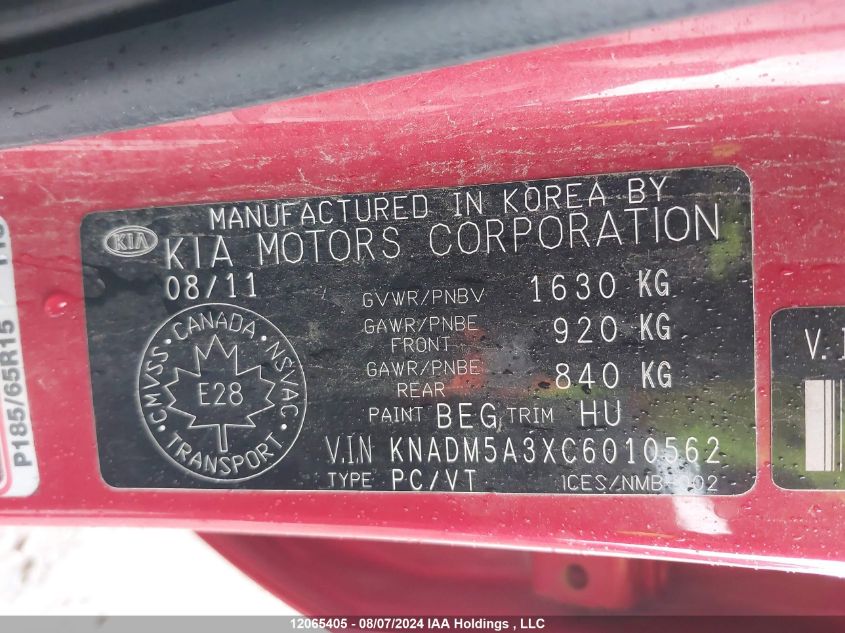 MANUFACTURED IN KOREA BY
KIA
KIA MOTORS CORPORATION
08/11
GVWR/PNBV 1630 KG
GAWR/PNBE
FRONT 920 KG
GAWR/PNBE
REAR 840 KG
PAINT BEG TRIM HU
V.I.N KNADM5A3XC6010562
TYPE PC/VT
ICES/NMB-002
CANADA
CMVSS
NSVAC
E28
TRANSPORT
P185/65R15
V.I
12065405 - 08/07/2024 IAA Holdings , LLC